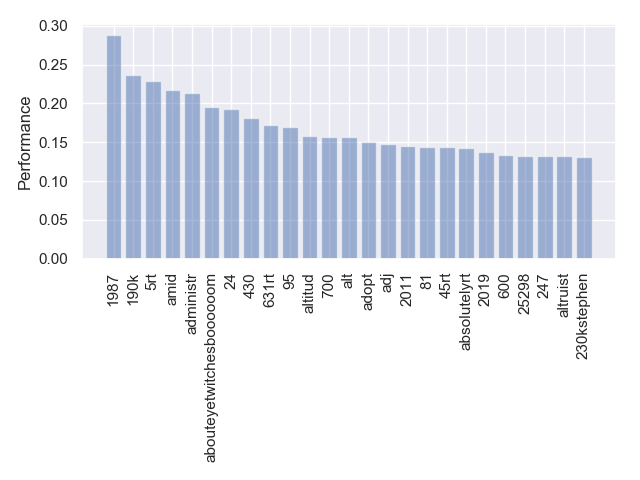 0.30
0.25
0.20
0.15
0.10
0.05
0.00
Performance
1987
190k
5rt
amid
administr
abouteyetwitchesboooooom
24
430
631rt
95
altitud
700
alt
adopt
adj
2011
81
45rt
absolutelyrt
2019
600
25298
247
altruist
230kstephen